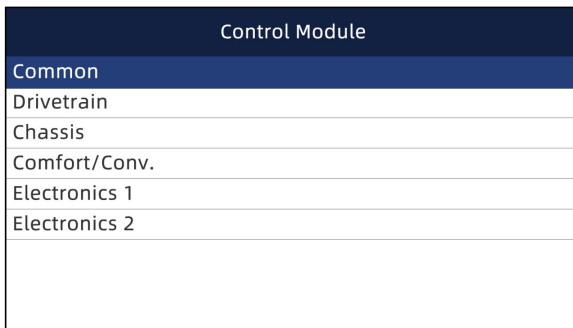 Control Module
Common
Drivetrain
Chassis
Comfort/Conv.
Electronics 1
Electronics 2